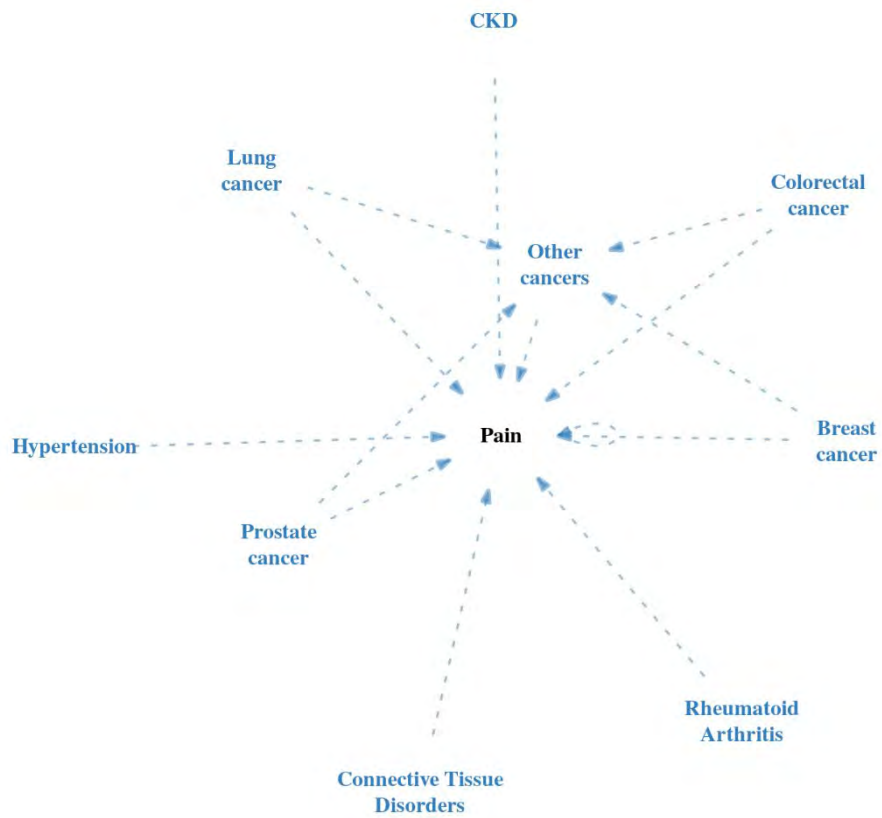 CKD
Lung
cancer
Colorectal
cancer
Other
cancers
Pain
Hypertension
Breast
cancer
Prostate
cancer
Rheumatoid
Arthritis
Connective Tissue
Disorders